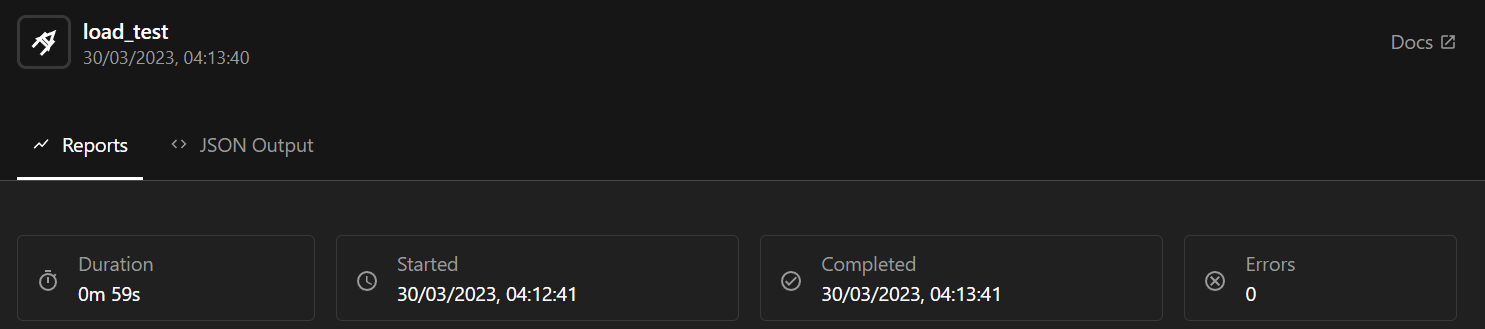 load_test
30/03/2023, 04:13:40
Docs
Reports
JSON Output
Duration
0m 59s
Started
30/03/2023, 04:12:41
Completed
30/03/2023, 04:13:41
Errors
0